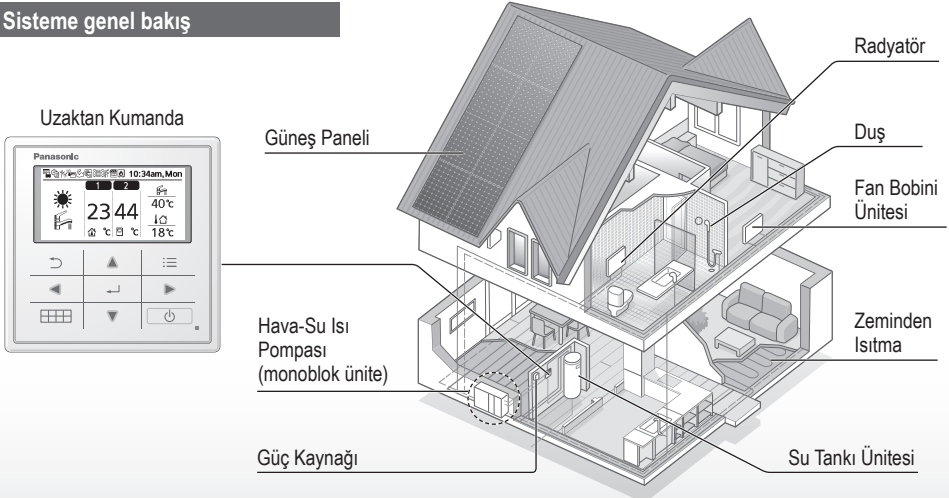 Sisteme genel bakış
Uzaktan Kumanda
Panasonic
10:34am, Mon
1 2
23 44
°C °C
40°C
18°C
Güneş Paneli
Hava-Su Isı
Pompası
(monoblok ünite)
Güç Kaynağı
Radyatör
Duş
Fan Bobini
Ünitesi
Zeminden
Isıtma
Su Tankı Ünitesi